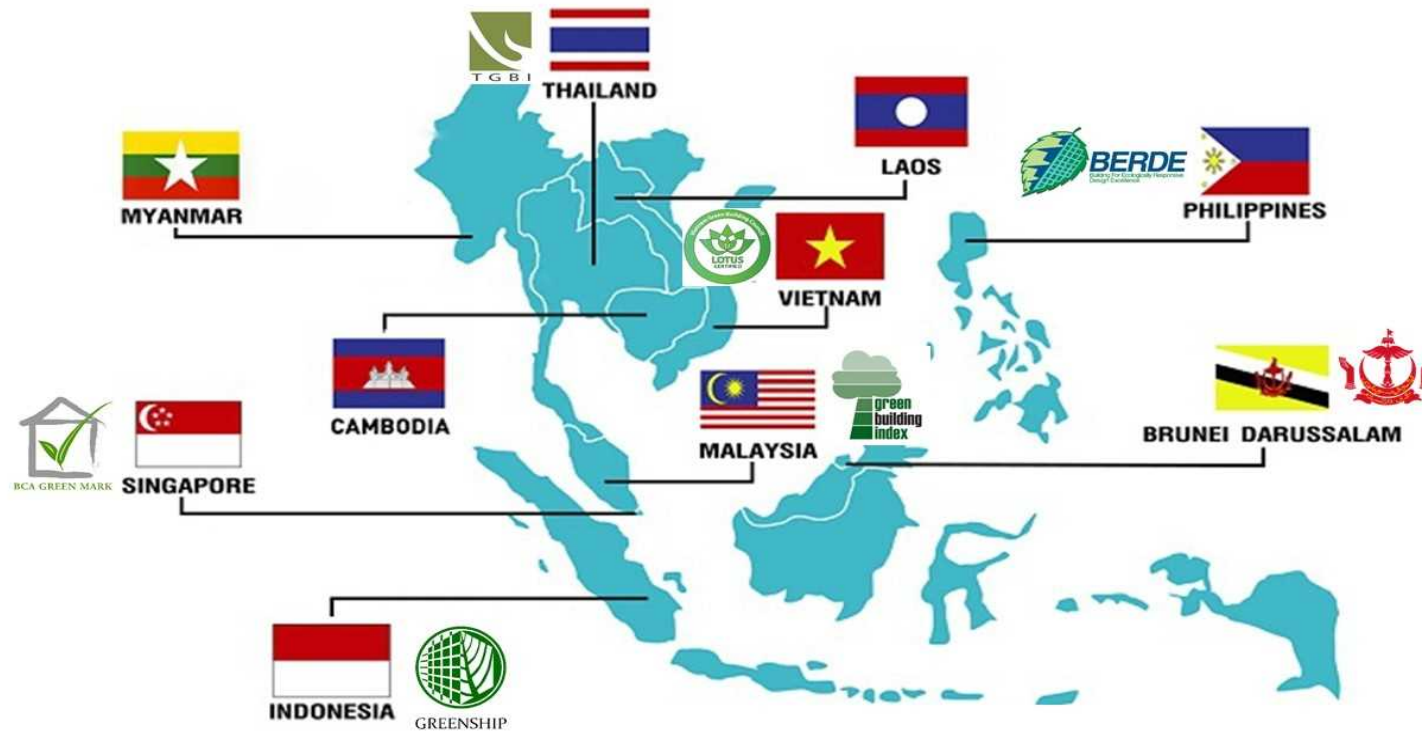 TGBI
THAILAND
LAOS
BERDE
Building For Ecologically Responsive
Design Excellence
PHILIPPINES
MYANMAR
LOTUS
CERTIFIED
VIETNAM
CAMBODIA
green
building
index
MALAYSIA
BRUNEI DARUSSALAM
BCA GREEN MARK
SINGAPORE
INDONESIA
GREENSHIP